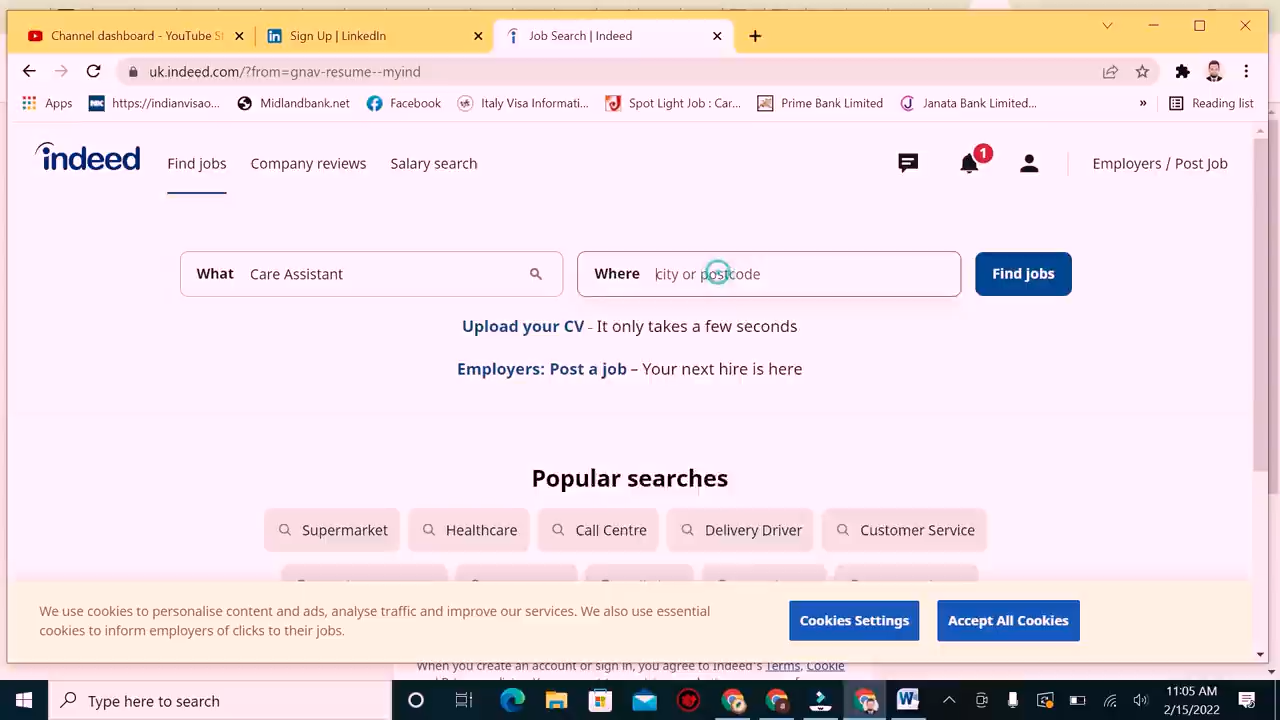 Channel dashboard - YouTube St
Sign Up | LinkedIn
Job Search | Indeed
uk.indeed.com/?from=gnav-resume--myind
Apps
https://indianvisao...
Midlandbank.net
Facebook
Italy Visa Informati...
Spot Light Job : Car...
Prime Bank Limited
Janata Bank Limited...
»
Reading list
indeed
Find jobs
Company reviews
Salary search
1
Employers / Post Job
What Care Assistant
Where city or postcode
Find jobs
Upload your CV - It only takes a few seconds
Employers: Post a job – Your next hire is here
Popular searches
Supermarket
Healthcare
Call Centre
Delivery Driver
Customer Service
We use cookies to personalise content and ads, analyse traffic and improve our services. We also use essential
cookies to inform employers of clicks to their jobs.
Cookies Settings
Accept All Cookies
When you create an account or sign in, you agree to Indeed's Terms, Cookie
Type here to search
11:05 AM
2/15/2022